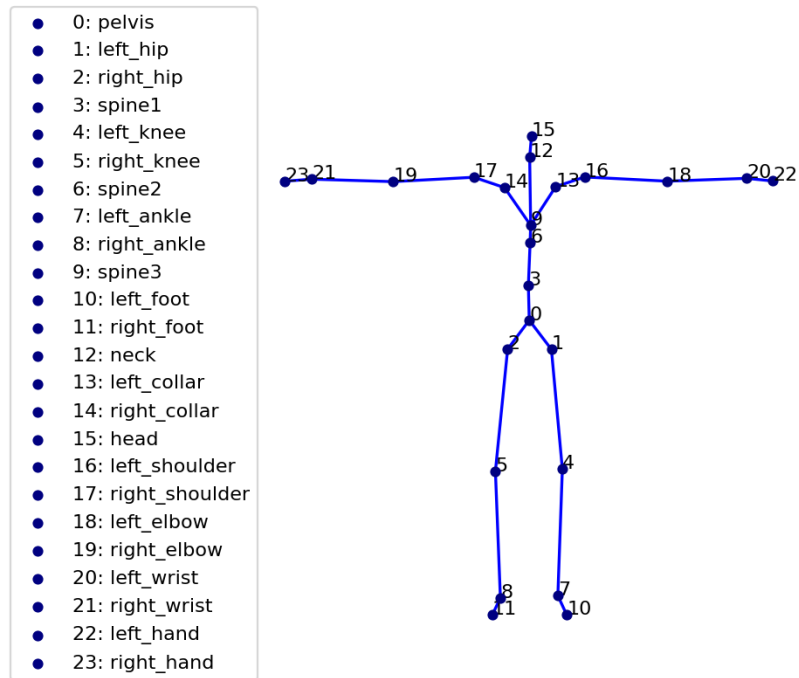 0: pelvis
1: left_hip
2: right_hip
3: spine1
4: left_knee
5: right_knee
6: spine2
7: left_ankle
8: right_ankle
9: spine3
10: left_foot
11: right_foot
12: neck
13: left_collar
14: right_collar
15: head
16: left_shoulder
17: right_shoulder
18: left_elbow
19: right_elbow
20: left_wrist
21: right_wrist
22: left_hand
23: right_hand
15
12
23 21 19 17 14 13 16 18 20 22
9
6
3
0
2 1
5 4
8 7
11 10